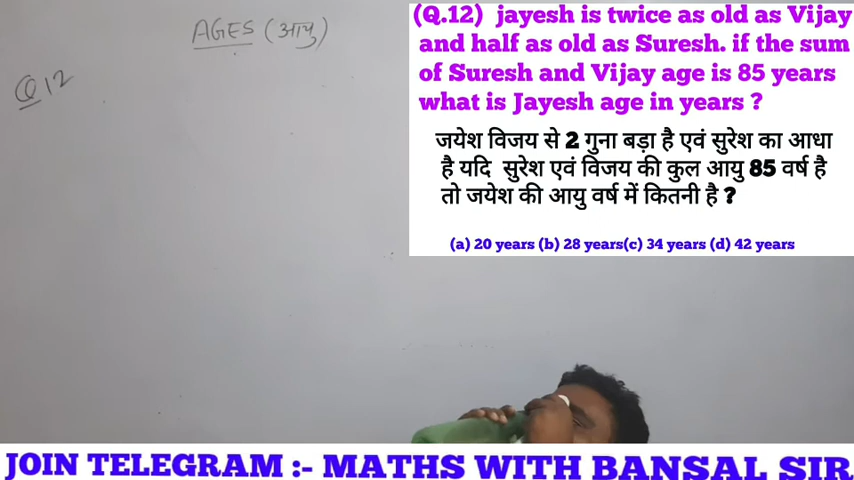 AGES (आयु)
Q12
(Q.12) jayesh is twice as old as Vijay
and half as old as Suresh. if the sum
of Suresh and Vijay age is 85 years
what is Jayesh age in years ?
जयेश विजय से 2 गुना बड़ा है एवं सुरेश का आधा
है यदि सुरेश एवं विजय की कुल आयु 85 वर्ष है
तो जयेश की आयु वर्ष में कितनी है ?
(a) 20 years (b) 28 years(c) 34 years (d) 42 years
JOIN TELEGRAM :- MATHS WITH BANSAL SIR